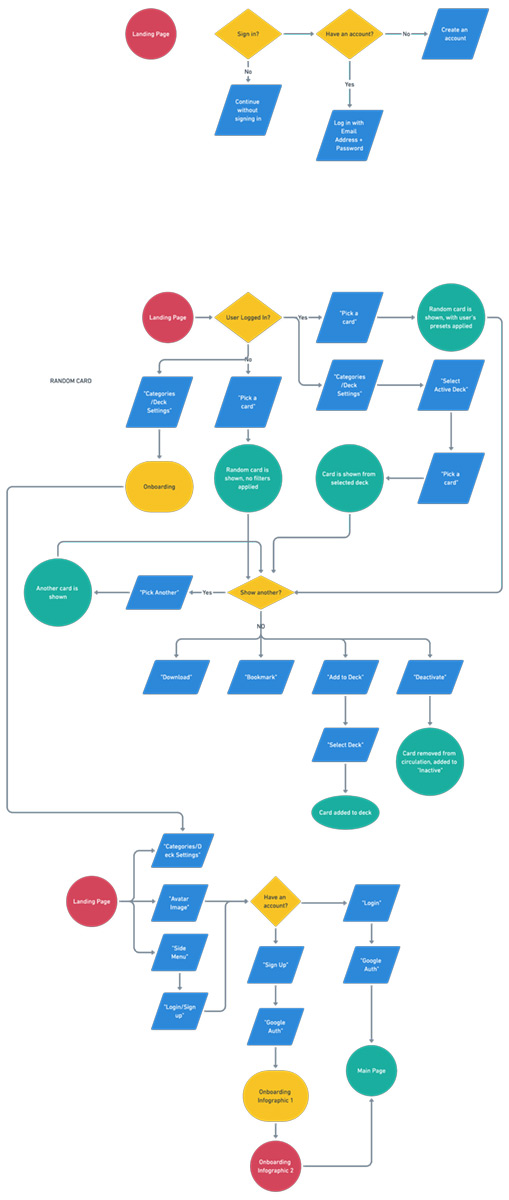 Landing Page
Sign in?
Have an account?
No
Create an
account
No
Yes
Continue
without
signing in
Log in with
Email
Address +
Password
Landing Page
User Logged In?
Yes
"Pick a
card"
Random card is
shown, with user's
presets applied
No
RANDOM CARD
"Categories
/Deck
Settings"
"Pick a
card"
"Categories
/Deck
Settings"
"Select
Active Deck"
Onboarding
Random card is
shown, no filters
applied
Card is shown from
selected deck
"Pick a
card"
Another card is
shown
"Pick Another"
Yes
Show another?
NO
"Download"
"Bookmark"
"Add to Deck"
"Deactivate"
"Select Deck"
Card removed from
circulation, added to
"Inactive"
Card added to deck
"Categories/D
eck Settings"
Landing Page
"Avatar
Image"
Have an
account?
"Login"
"Side
Menu"
"Sign Up"
"Google
Auth"
"Login/Sign
up"
"Google
Auth"
Main Page
Onboarding
Infographic 1
Onboarding
Infographic 2